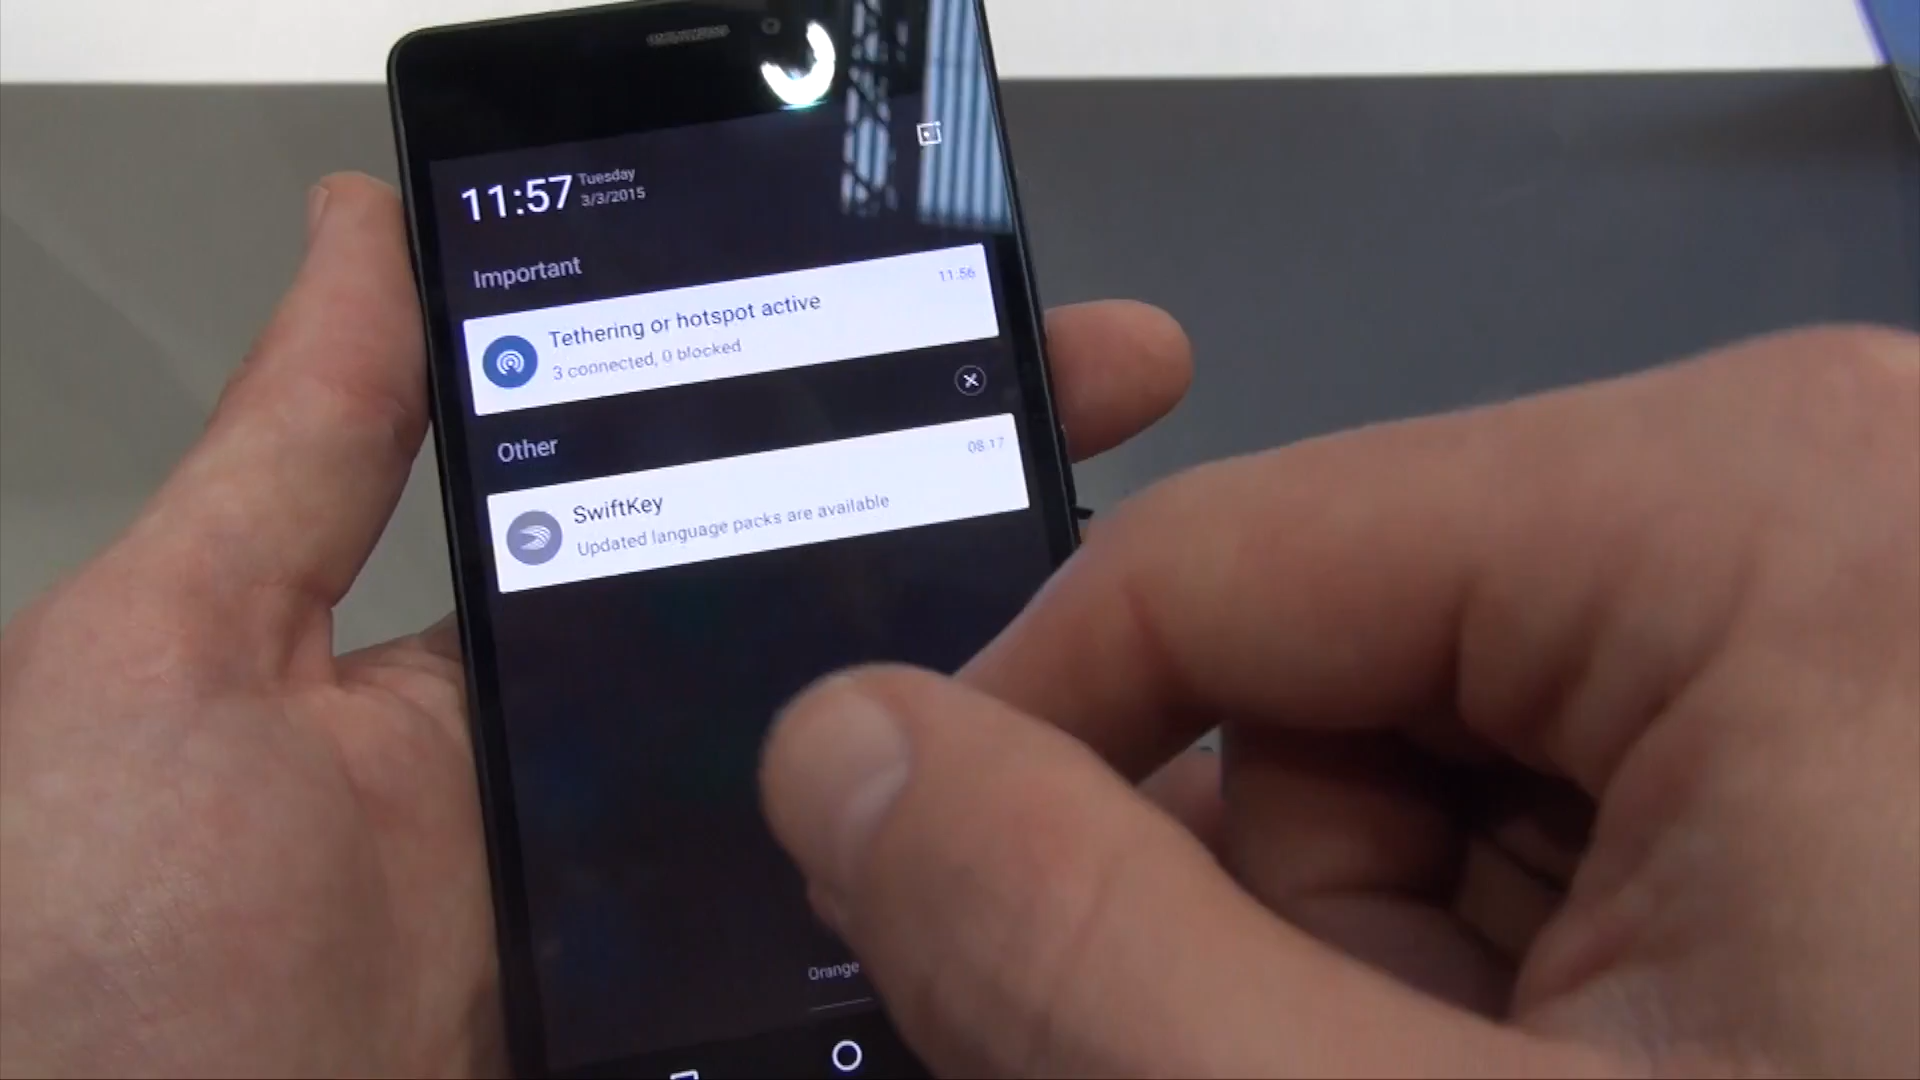 11:57
Tuesday
3/3/2015
Important
Tethering or hotspot active
11:56
3 connected, 0 blocked
Other
SwiftKey
08:17
Updated language packs are available
Orange